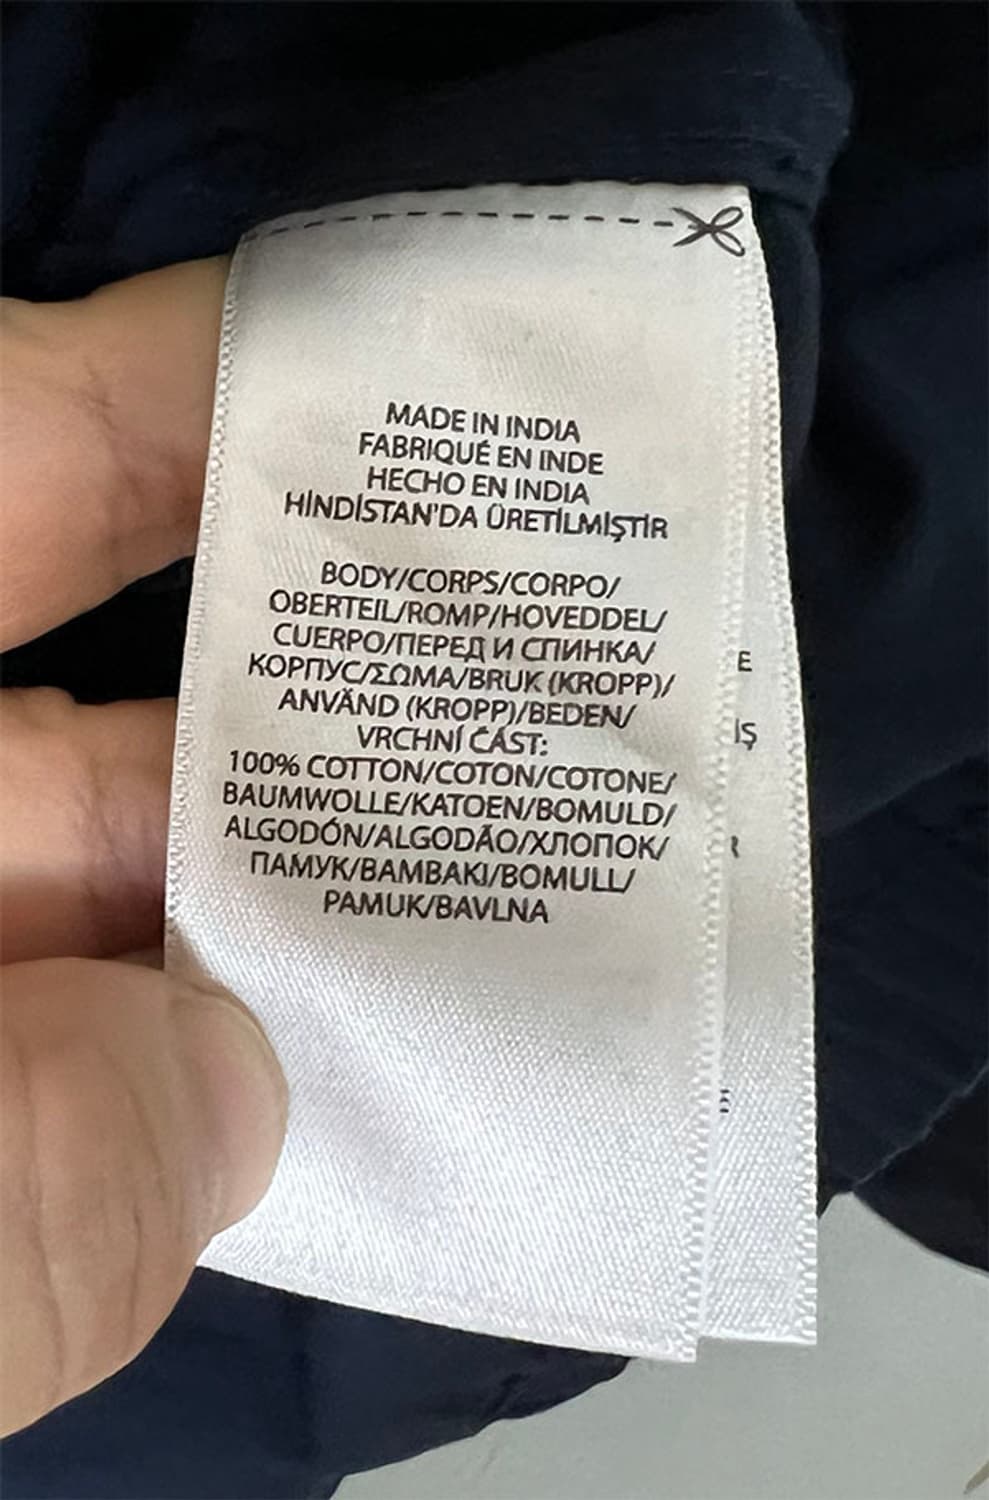 MADE IN INDIA
FABRIQUÉ EN INDE
HECHO EN INDIA
HİNDİSTAN'DA ÜRETİLMİŞTİR
BODY/CORPS/CORPO/
OBERTEIL/ROMP/HOVEDDEL/
CUERPO/ПЕРЕД И СПИНКА/
КОРПУС/ΣΩΜΑ/BRUK (KROPP)/
ANVÄND (KROPP)/BEDEN/
VRCHNÍ ČÁST:
100% COTTON/COTON/COTONE/
BAUMWOLLE/KATOEN/BOMULD/
ALGODÓN/ALGODÃO/ХЛОПОК/
ПАМУК/ΒΑΜΒΑΚΙ/BOMULL/
PAMUK/BAVLNA
E
IŞ
R